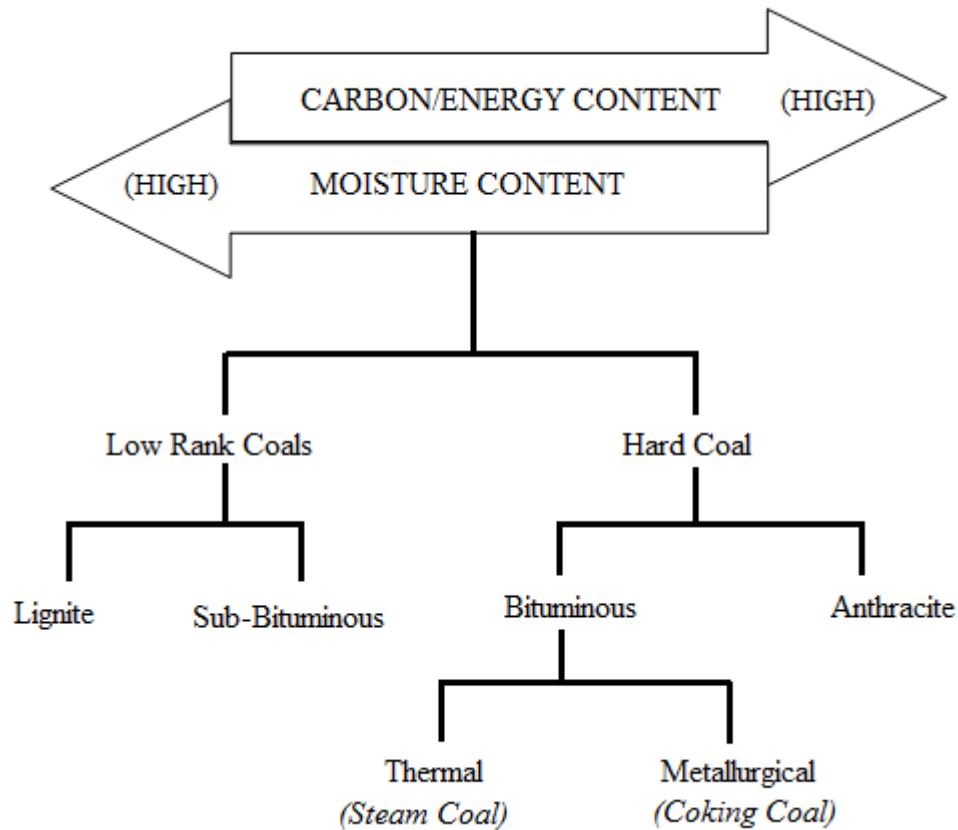 CARBON/ENERGY CONTENT (HIGH)
(HIGH) MOISTURE CONTENT
Low Rank Coals Hard Coal
Lignite Sub-Bituminous Bituminous Anthracite
Thermal Metallurgical
(Steam Coal) (Coking Coal)